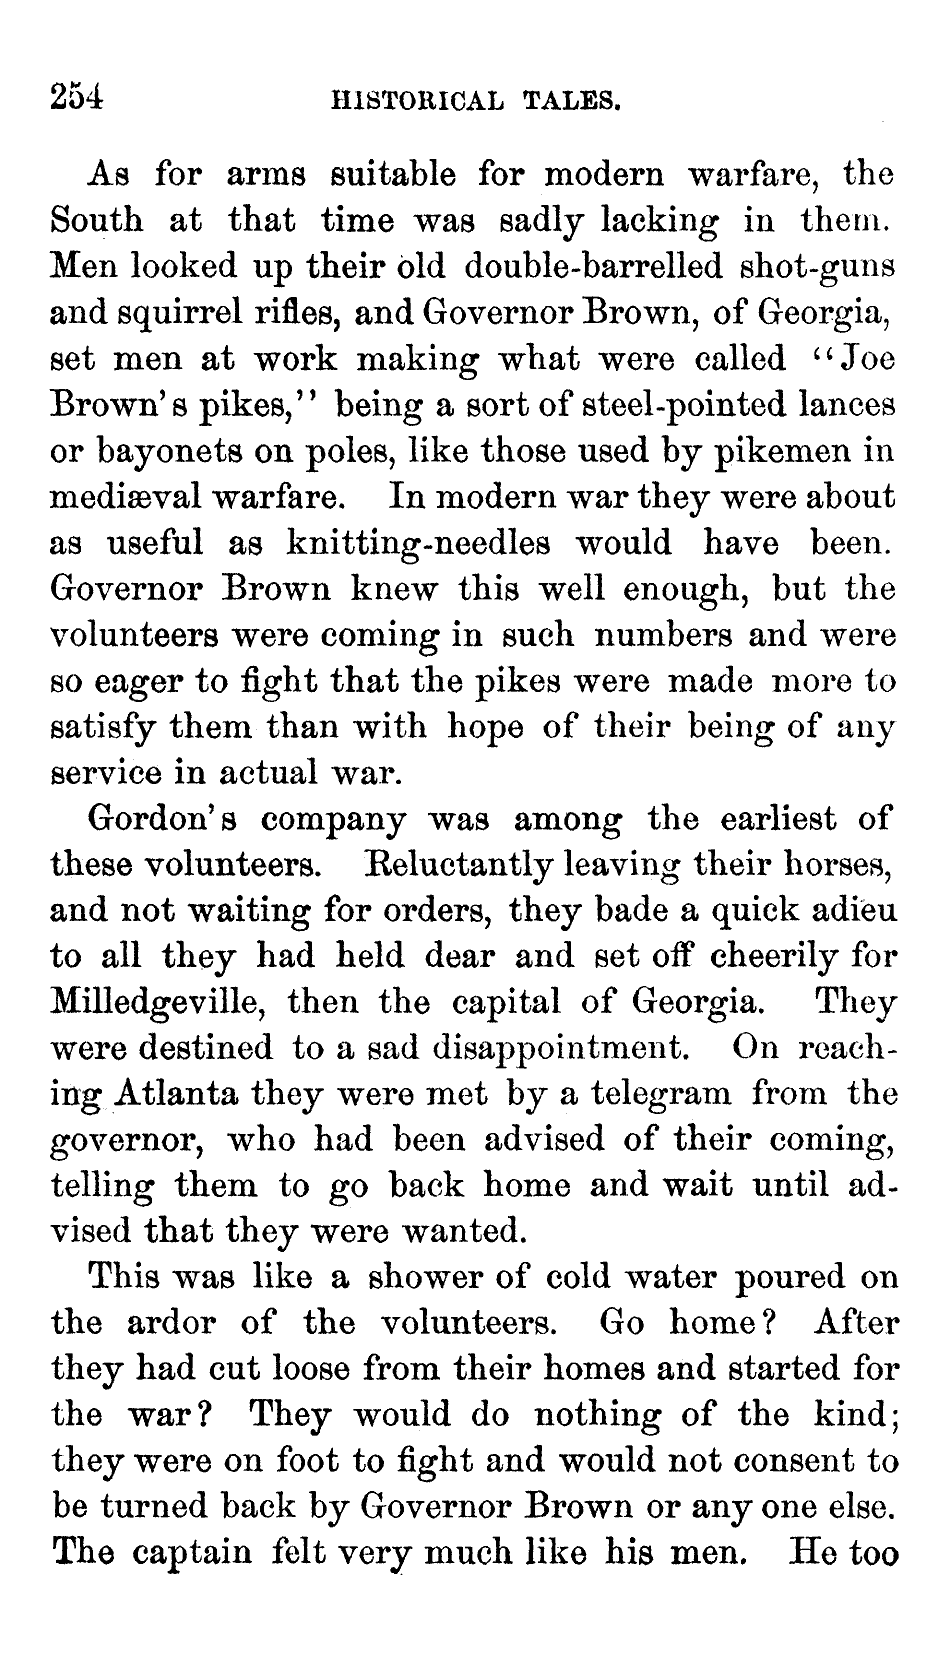 254 HISTORICAL TALES.
As for arms suitable for modern warfare, the
South at that time was sadly lacking in them.
Men looked up their old double-barrelled shot-guns
and squirrel rifles, and Governor Brown, of Georgia,
set men at work making what were called “Joe
Brown's pikes,” being a sort of steel-pointed lances
or bayonets on poles, like those used by pikemen in
mediæval warfare. In modern war they were about
as useful as knitting-needles would have been.
Governor Brown knew this well enough, but the
volunteers were coming in such numbers and were
so eager to fight that the pikes were made more to
satisfy them than with hope of their being of any
service in actual war.
Gordon's company was among the earliest of
these volunteers. Reluctantly leaving their horses,
and not waiting for orders, they bade a quick adieu
to all they had held dear and set off cheerily for
Milledgeville, then the capital of Georgia. They
were destined to a sad disappointment. On reach-
ing Atlanta they were met by a telegram from the
governor, who had been advised of their coming,
telling them to go back home and wait until ad-
vised that they were wanted.
This was like a shower of cold water poured on
the ardor of the volunteers. Go home? After
they had cut loose from their homes and started for
the war? They would do nothing of the kind;
they were on foot to fight and would not consent to
be turned back by Governor Brown or any one else.
The captain felt very much like his men. He too